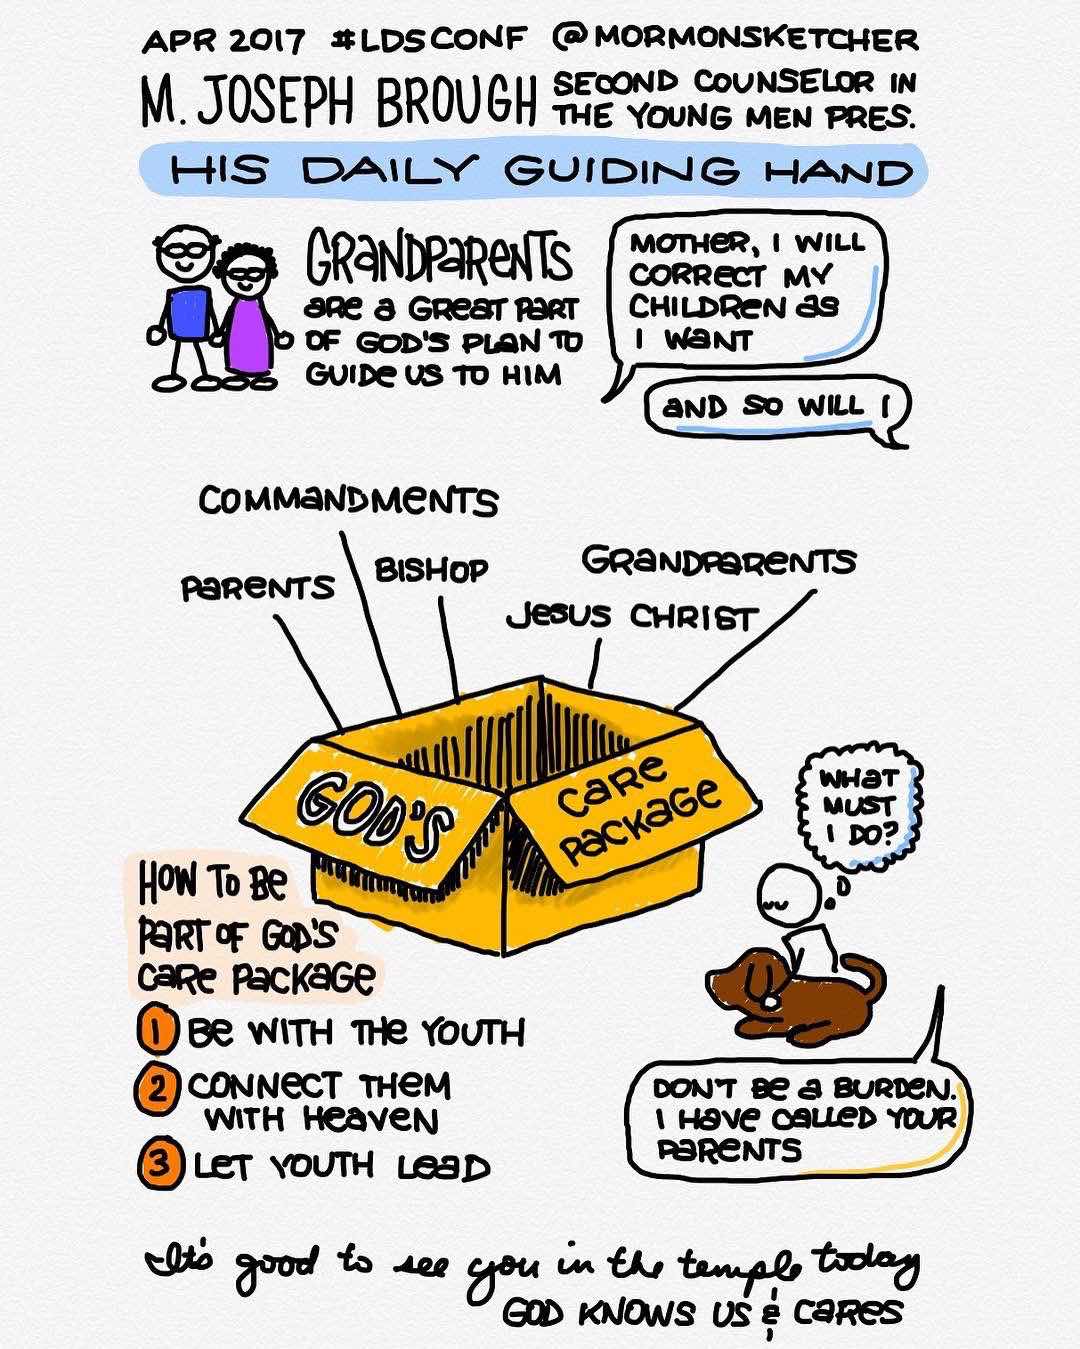 APR 2017 #LDSCONF @MORMONSKETCHER
M. JOSEPH BROUGH
SECOND COUNSELOR IN
THE YOUNG MEN PRES.
HIS DAILY GUIDING HAND
GRANDPARENTS
ARE A GREAT PART
OF GOD'S PLAN TO
GUIDE US TO HIM
MOTHER, I WILL
CORRECT MY
CHILDREN AS
I WANT
AND SO WILL I
COMMANDMENTS
PARENTS
BISHOP
GRANDPARENTS
JESUS CHRIST
GOD'S
CARE
PACKAGE
WHAT
MUST
I DO?
HOW TO BE
PART OF GOD'S
CARE PACKAGE
1 BE WITH THE YOUTH
2 CONNECT THEM
WITH HEAVEN
3 LET YOUTH LEAD
DON'T BE A BURDEN.
I HAVE CALLED YOUR
PARENTS
It's good to see you in the temple today
GOD KNOWS US & CARES